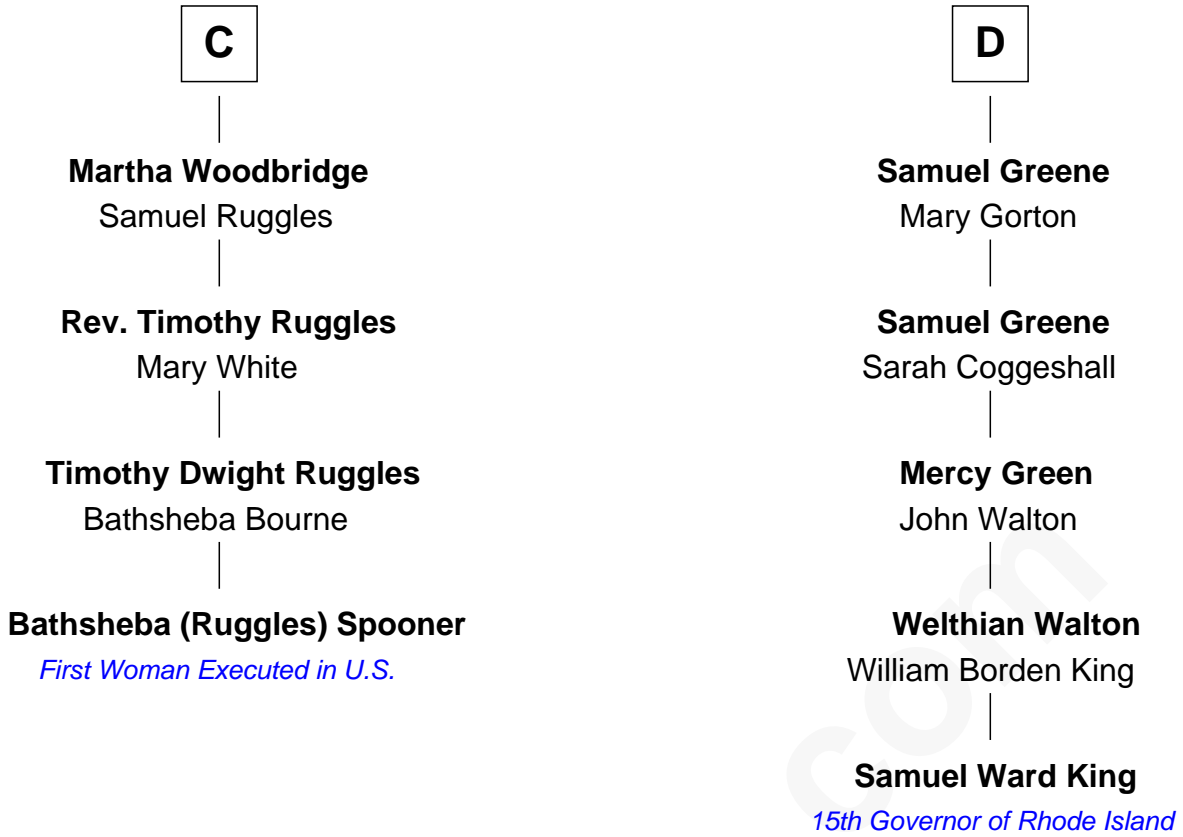 C
Martha Woodbridge
Samuel Ruggles
Rev. Timothy Ruggles
Mary White
Timothy Dwight Ruggles
Bathsheba Bourne
Bathsheba (Ruggles) Spooner
First Woman Executed in U.S.
D
Samuel Greene
Mary Gorton
Samuel Greene
Sarah Coggeshall
Mercy Green
John Walton
Welthian Walton
William Borden King
Samuel Ward King
15th Governor of Rhode Island
com